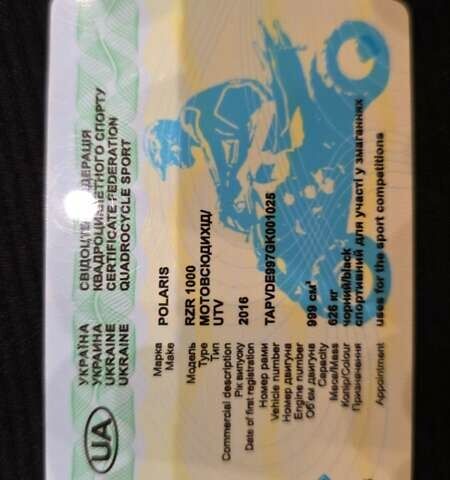 UA
УКРАЇНА
УКРАИНА
UKRAINE
UKRAINE
СВІДОЦТВО ФЕДЕРАЦІЯ
КВАДРОЦИКЛЕТНОГО СПОРТУ
CERTIFICATE FEDERATION
QUADROCYCLE SPORT
Марка
Make POLARIS
Модель RZR 1000
Type МОТОВСЮДИХІД/
Тип UTV
Commercial description
Рік випуску 2016
Date of first registration
Номер рами TAPVDE997GK001025
Vehicle number
Номер двигуна
Engine number
Об'єм двигуна 999 см³
Capacity
Маса/Mass 626 кг
Колір/Colour чорний/black
Призначення спортивний для участі у змаганнях
Appointment uses for the sport competitions